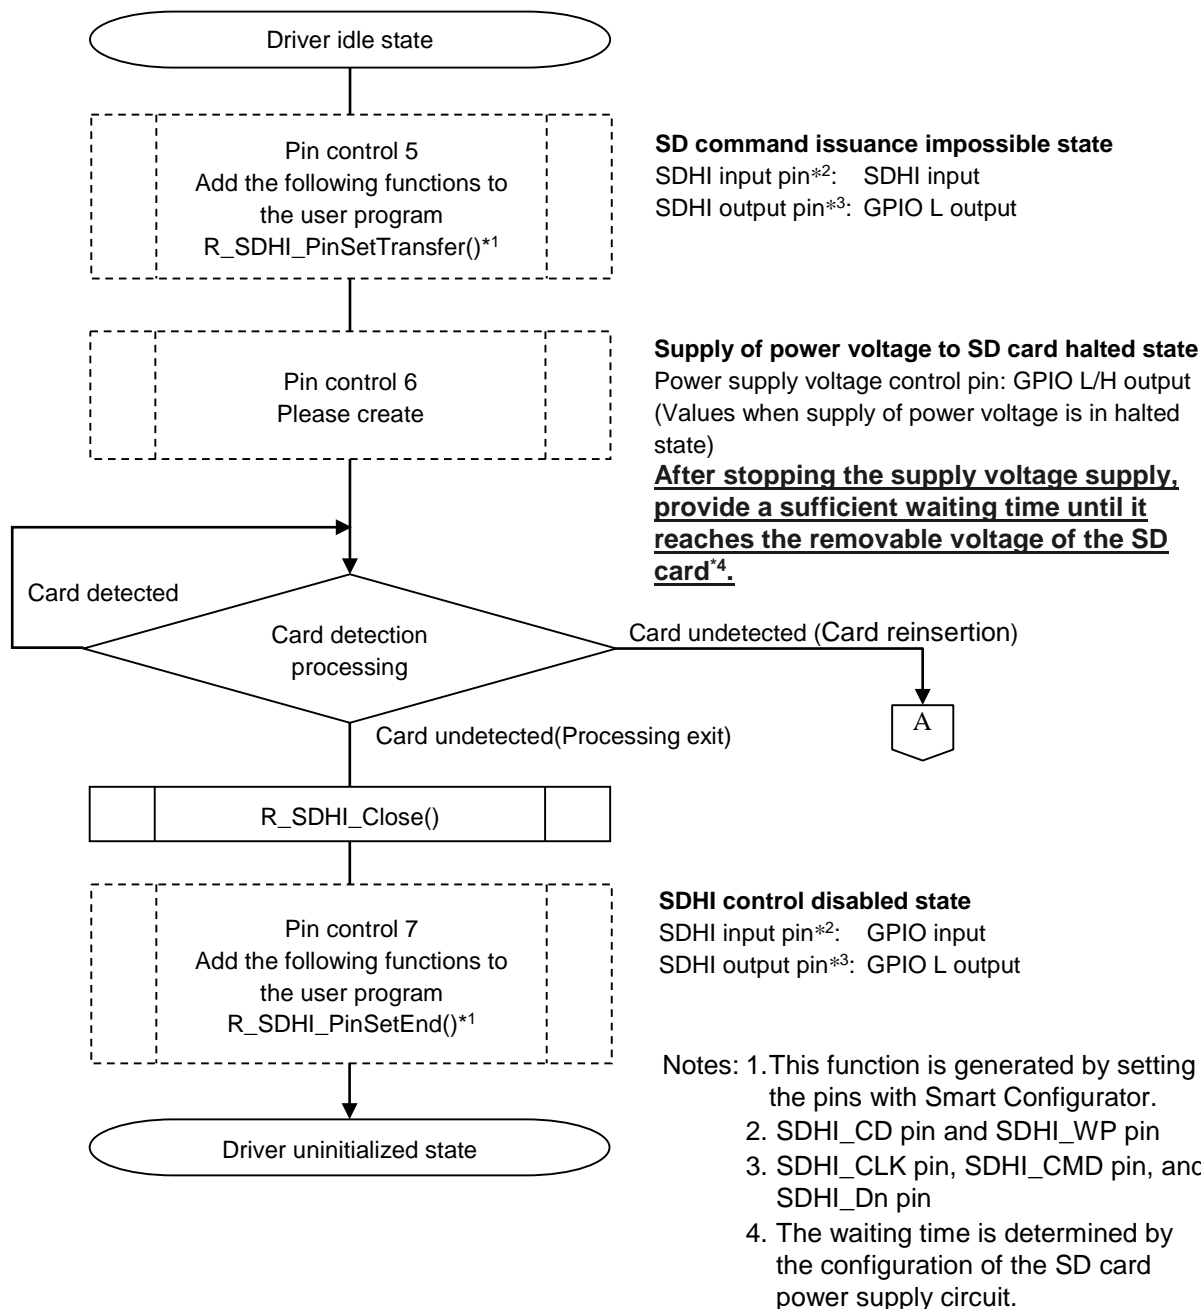 Driver idle state
Pin control 5
Add the following functions to
the user program
R_SDHI_PinSetTransfer()*1
SD command issuance impossible state
SDHI input pin*2: SDHI input
SDHI output pin*3: GPIO L output
Pin control 6
Please create
Supply of power voltage to SD card halted state
Power supply voltage control pin: GPIO L/H output
(Values when supply of power voltage is in halted
state)
After stopping the supply voltage supply,
provide a sufficient waiting time until it
reaches the removable voltage of the SD
card*4.
Card detected
Card detection
processing
Card undetected (Card reinsertion)
A
Card undetected(Processing exit)
R_SDHI_Close()
Pin control 7
Add the following functions to
the user program
R_SDHI_PinSetEnd()*1
SDHI control disabled state
SDHI input pin*2: GPIO input
SDHI output pin*3: GPIO L output
Driver uninitialized state
Notes: 1.This function is generated by setting
the pins with Smart Configurator.
2. SDHI_CD pin and SDHI_WP pin
3. SDHI_CLK pin, SDHI_CMD pin, and
SDHI_Dn pin
4. The waiting time is determined by
the configuration of the SD card
power supply circuit.